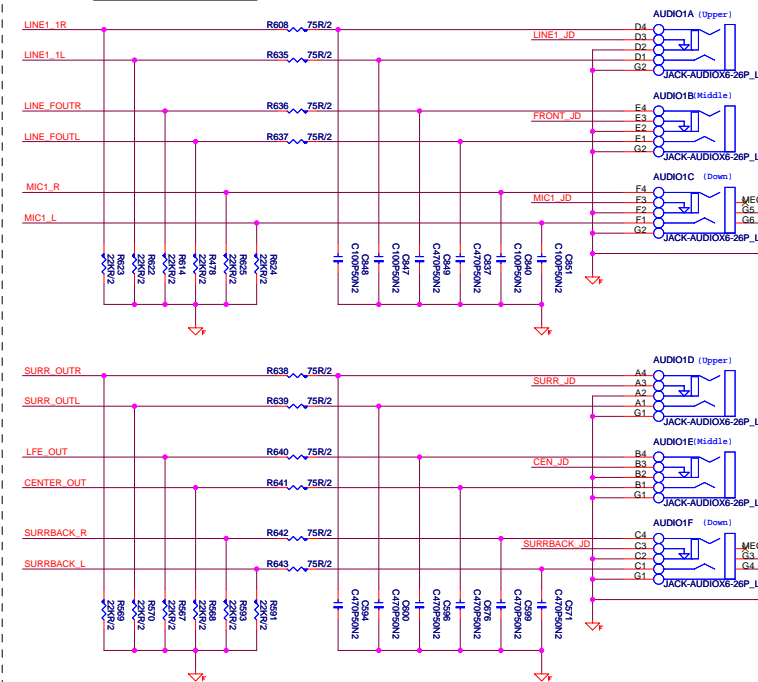 AUDIO1A (Upper)
LINE1_1R R608 75R/2 D4
LINE1_JD D3
D2
LINE1_1L R635 75R/2 D1
G2
JACK-AUDIOX6-26P_L
AUDIO1B(Middle)
LINE_FOUTR R636 75R/2 E4
FRONT_JD E3
E2
LINE_FOUTL R637 75R/2 E1
G2
JACK-AUDIOX6-26P_L
AUDIO1C (Down)
MIC1_R F4
MIC1_JD F3 MEC
F2 G5
MIC1_L F1 G6
G2
JACK-AUDIOX6-26P_L
R623 22KR/2
R622 22KR/2
R614 22KR/2
R478 22KR/2
R625 22KR/2
R624 22KR/2
C848 C100P50N2
C847 C100P50N2
C849 C470P50N2
C837 C470P50N2
C840 C100P50N2
C851 C100P50N2
AUDIO1D (Upper)
SURR_OUTR R638 75R/2 A4
SURR_JD A3
A2
SURR_OUTL R639 75R/2 A1
G1
JACK-AUDIOX6-26P_L
AUDIO1E(Middle)
LFE_OUT R640 75R/2 B4
CEN_JD B3
B2
CENTER_OUT R641 75R/2 B1
G1
JACK-AUDIOX6-26P_L
AUDIO1F (Down)
SURRBACK_R R642 75R/2 C4
SURRBACK_JD C3 MEC
C2 G3
SURRBACK_L R643 75R/2 C1 G4
G1
JACK-AUDIOX6-26P_L
R569 22KR/2
R570 22KR/2
R567 22KR/2
R568 22KR/2
R593 22KR/2
R591 22KR/2
C594 C470P50N2
C600 C470P50N2
C596 C470P50N2
C676 C470P50N2
C599 C470P50N2
C571 C470P50N2